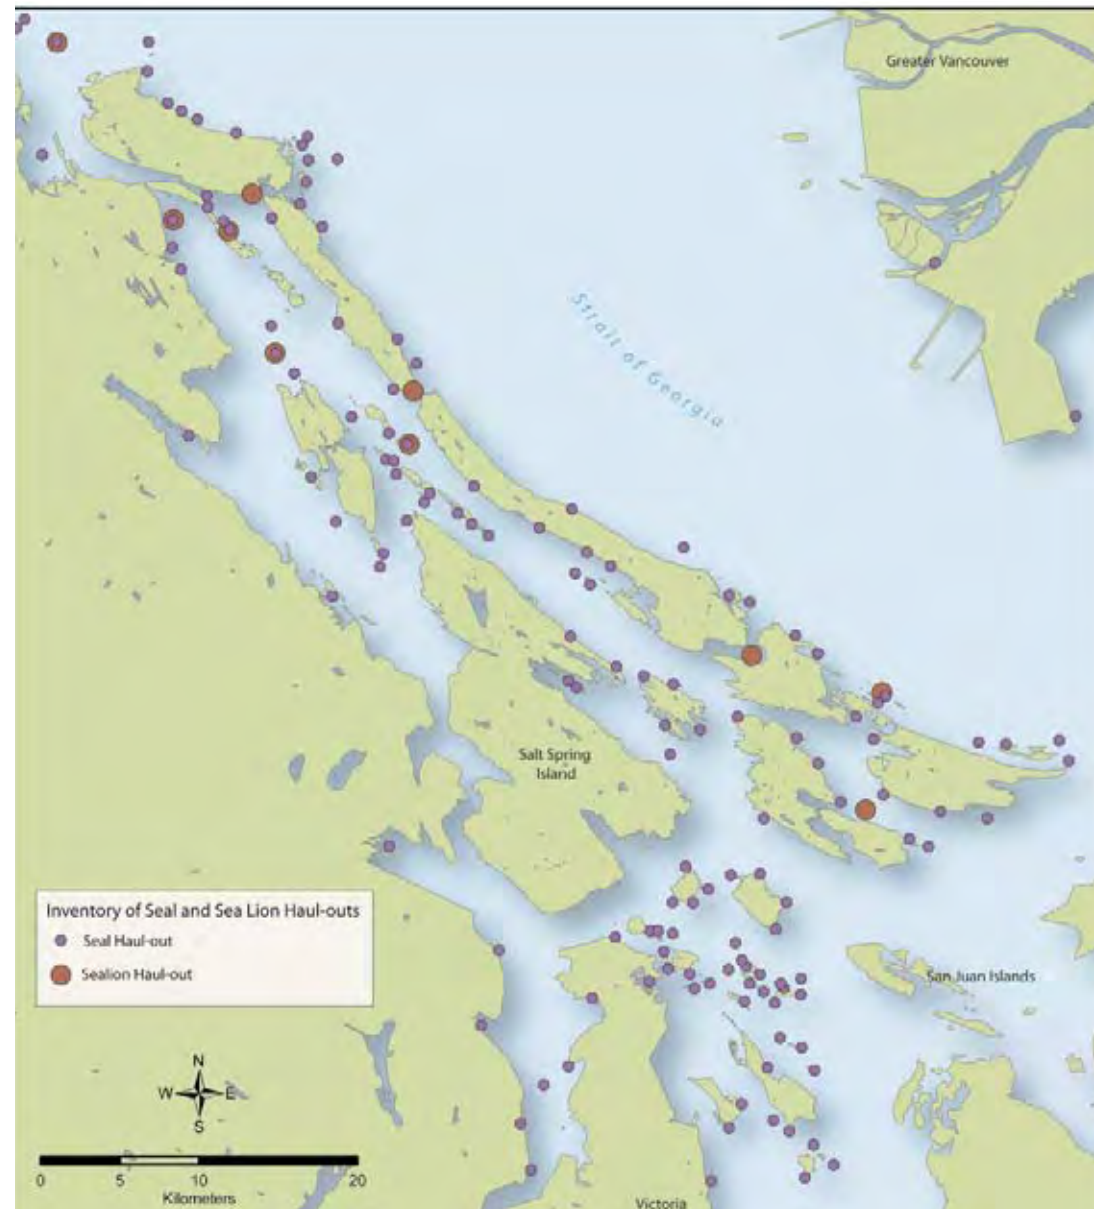 Greater Vancouver
Strait of Georgia
Salt Spring
Island
Inventory of Seal and Sea Lion Haul-outs
Seal Haul-out
Sealion Haul-out
San Juan Islands
N
W E
S
0 5 10 20
Kilometers
Victoria